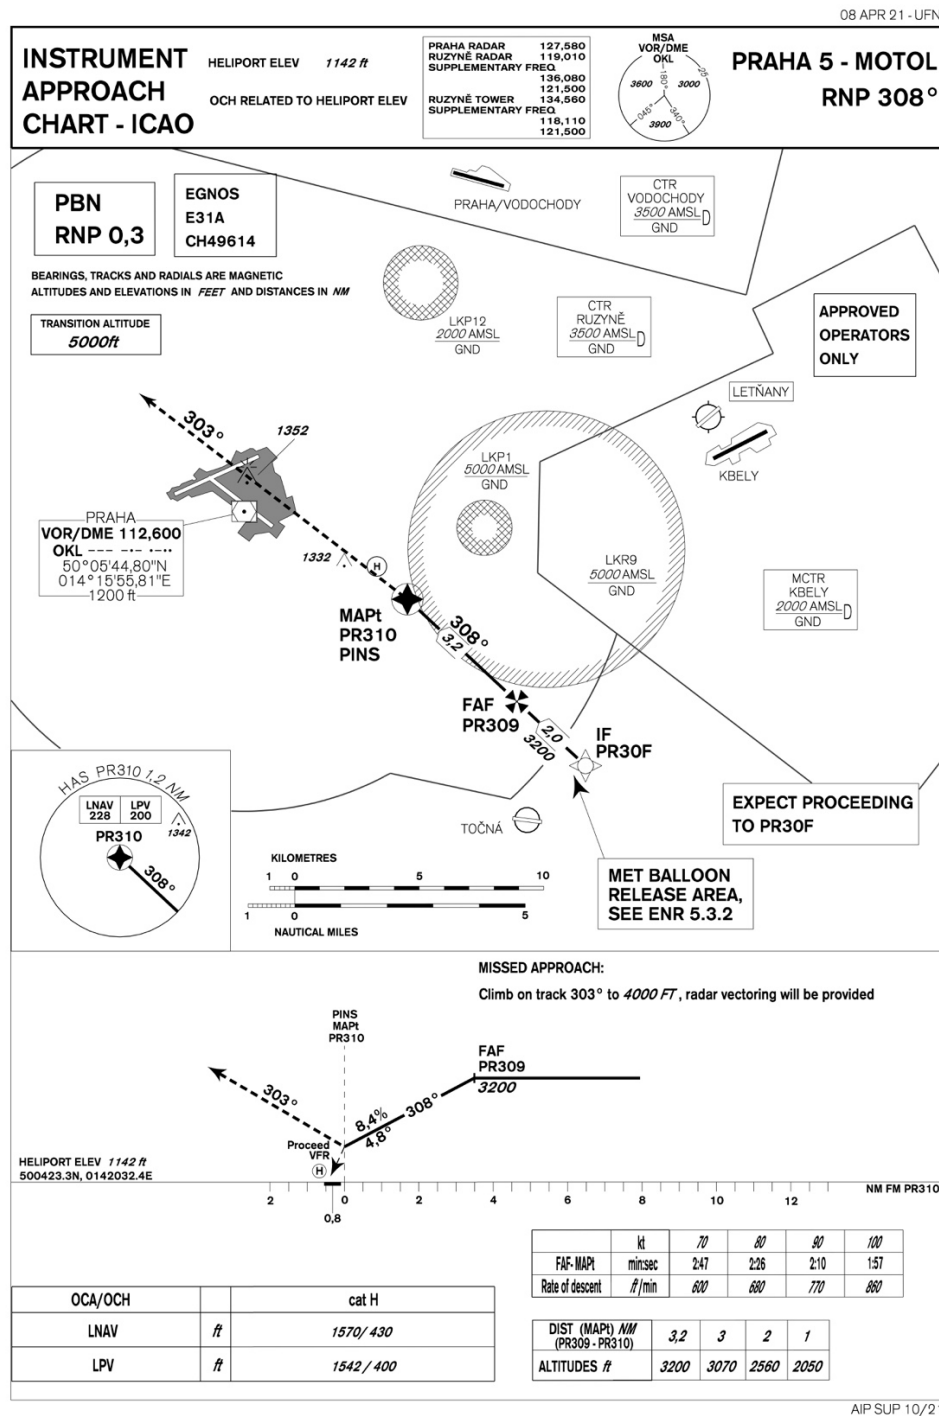 08 APR 21 - UFN
INSTRUMENT
APPROACH
CHART - ICAO
HELIPORT ELEV 1142 ft
OCH RELATED TO HELIPORT ELEV
PRAHA RADAR 127,580
RUZYNĚ RADAR 119,010
SUPPLEMENTARY FREQ
136,080
121,500
RUZYNĚ TOWER 134,560
SUPPLEMENTARY FREQ
118,110
121,500
MSA
VOR/DME
OKL
25
3600
180°
3000
045°
340°
3900
PRAHA 5 - MOTOL
RNP 308°
PBN
RNP 0,3
EGNOS
E31A
CH49614
BEARINGS, TRACKS AND RADIALS ARE MAGNETIC
ALTITUDES AND ELEVATIONS IN FEET AND DISTANCES IN NM
TRANSITION ALTITUDE
5000ft
PRAHA/VODOCHODY
CTR
VODOCHODY
3500 AMSL D
GND
LKP12
2000 AMSL
GND
CTR
RUZYNĚ
3500 AMSL D
GND
APPROVED
OPERATORS
ONLY
LETŇANY
KBELY
303°
1352
LKP1
5000 AMSL
GND
PRAHA
VOR/DME 112,600
OKL --- -·- ·-··
50°05'44,80"N
014°15'55,81"E
1200 ft
1332
H
LKR9
5000 AMSL
GND
MCTR
KBELY
2000 AMSL D
GND
MAPt
PR310
PINS
308°
3,2
FAF
PR309
2,0
3200
IF
PR30F
HAS PR310 1,2 NM
LNAV
228
LPV
200
1342
PR310
308°
TOČNÁ
EXPECT PROCEEDING
TO PR30F
MET BALLOON
RELEASE AREA,
SEE ENR 5.3.2
KILOMETRES
1 0 5 10
1 0 5
NAUTICAL MILES
MISSED APPROACH:
Climb on track 303° to 4000 FT , radar vectoring will be provided
PINS
MAPt
PR310
FAF
PR309
3200
303°
8,4%
308°
4,8°
Proceed
VFR
H
HELIPORT ELEV 1142 ft
500423.3N, 0142032.4E
NM FM PR310
2 0 2 4 6 8 10 12
0,8
kt 70 80 90 100
FAF- MAPt min:sec 2:47 2:26 2:10 1:57
Rate of descent ft/min 600 680 770 860
OCA/OCH cat H
LNAV ft 1570/ 430
LPV ft 1542 / 400
DIST (MAPt) NM
(PR309 - PR310) 3,2 3 2 1
ALTITUDES ft 3200 3070 2560 2050
AIP SUP 10/21